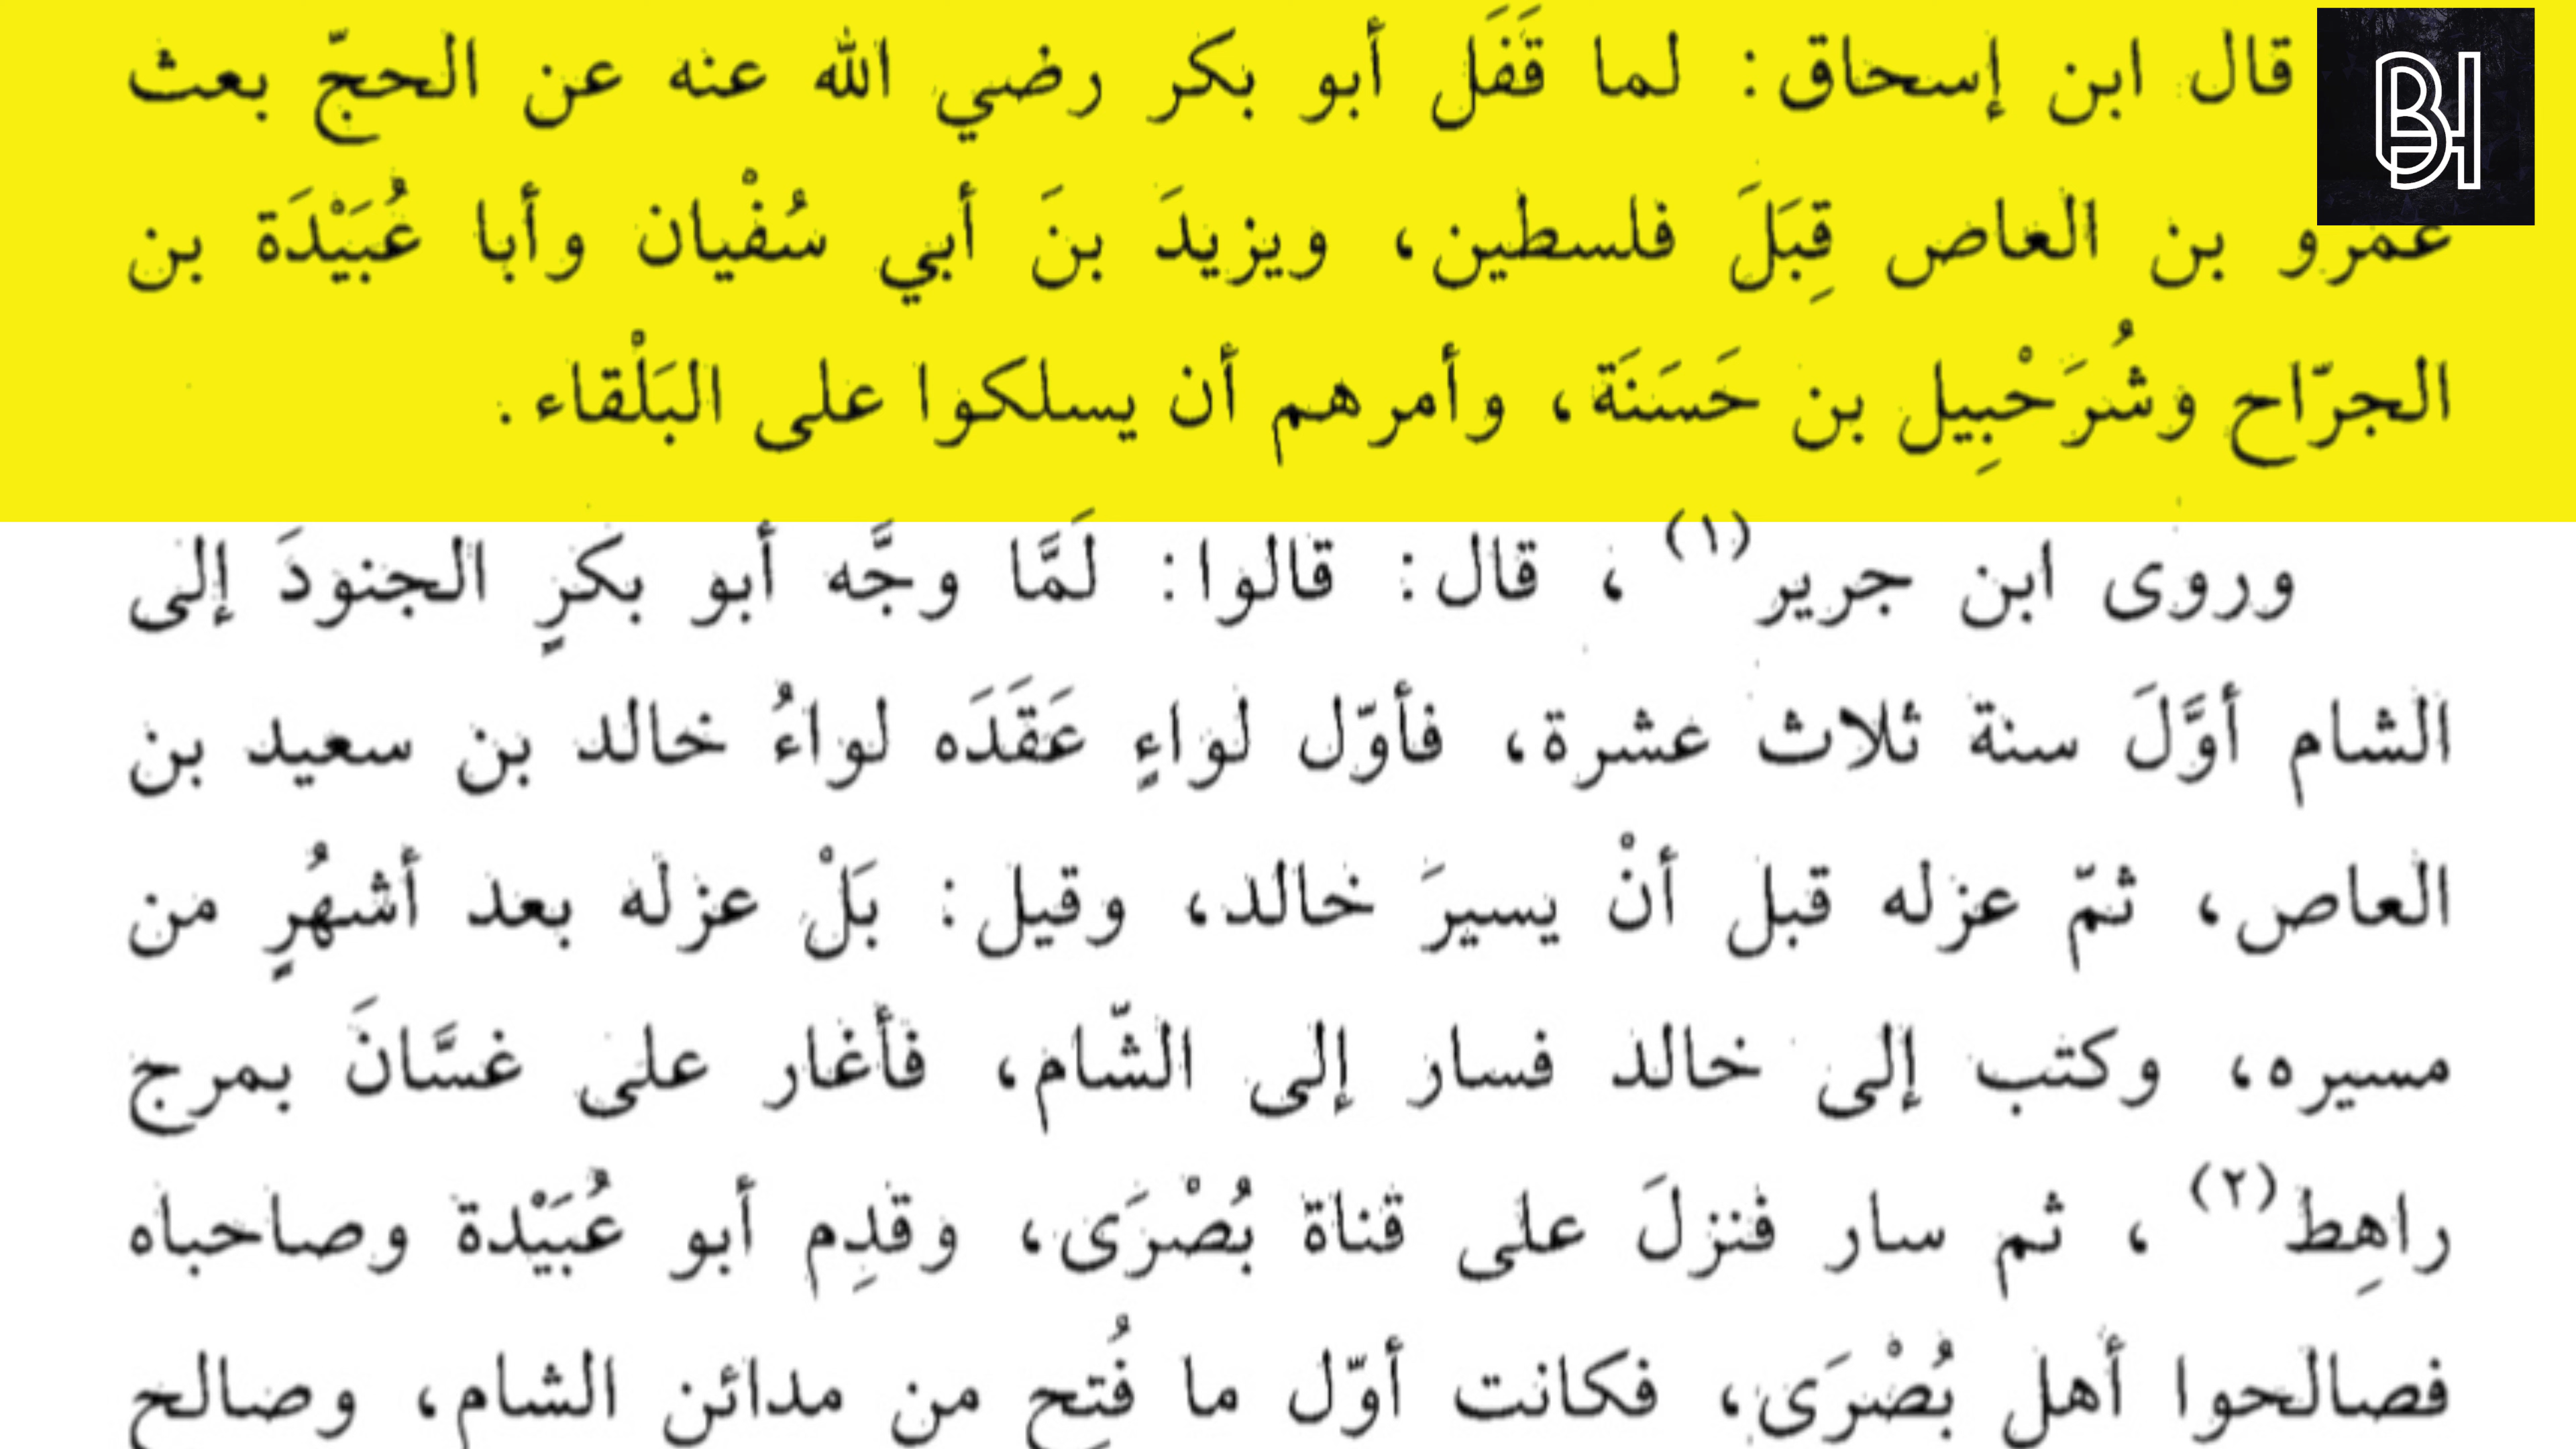 قال ابن إسحاق: لما قَفَل أبو بكر رضي الله عنه عن الحجّ بعث
عمرو بن العاص قِبَلَ فلسطين، ويزيدَ بنَ أبي سُفْيان وأبا عُبَيْدَة بن
الجرّاح وشُرَحْبِيل بن حَسَنَة، وأمرهم أن يسلكوا على البَلْقاء.
وروى ابن جرير(١)، قال: قالوا: لَمَّا وجَّه أبو بكرٍ الجنودَ إلى
الشام أوَّلَ سنة ثلاث عشرة، فأوّل لواءٍ عَقَدَه لواءُ خالد بن سعيد بن
العاص، ثمّ عزله قبل أنْ يسيرَ خالد، وقيل: بَلْ عزله بعد أشهُرٍ من
مسيره، وكتب إلى خالد فسار إلى الشّام، فأغار على غسَّانَ بمرج
راهِط(٢)، ثم سار فنزلَ على قناة بُصْرَى، وقدِم أبو عُبَيْدة وصاحباه
فصالحوا أهل بُصْرَى، فكانت أوّل ما فُتِح من مدائن الشام، وصالح
BH